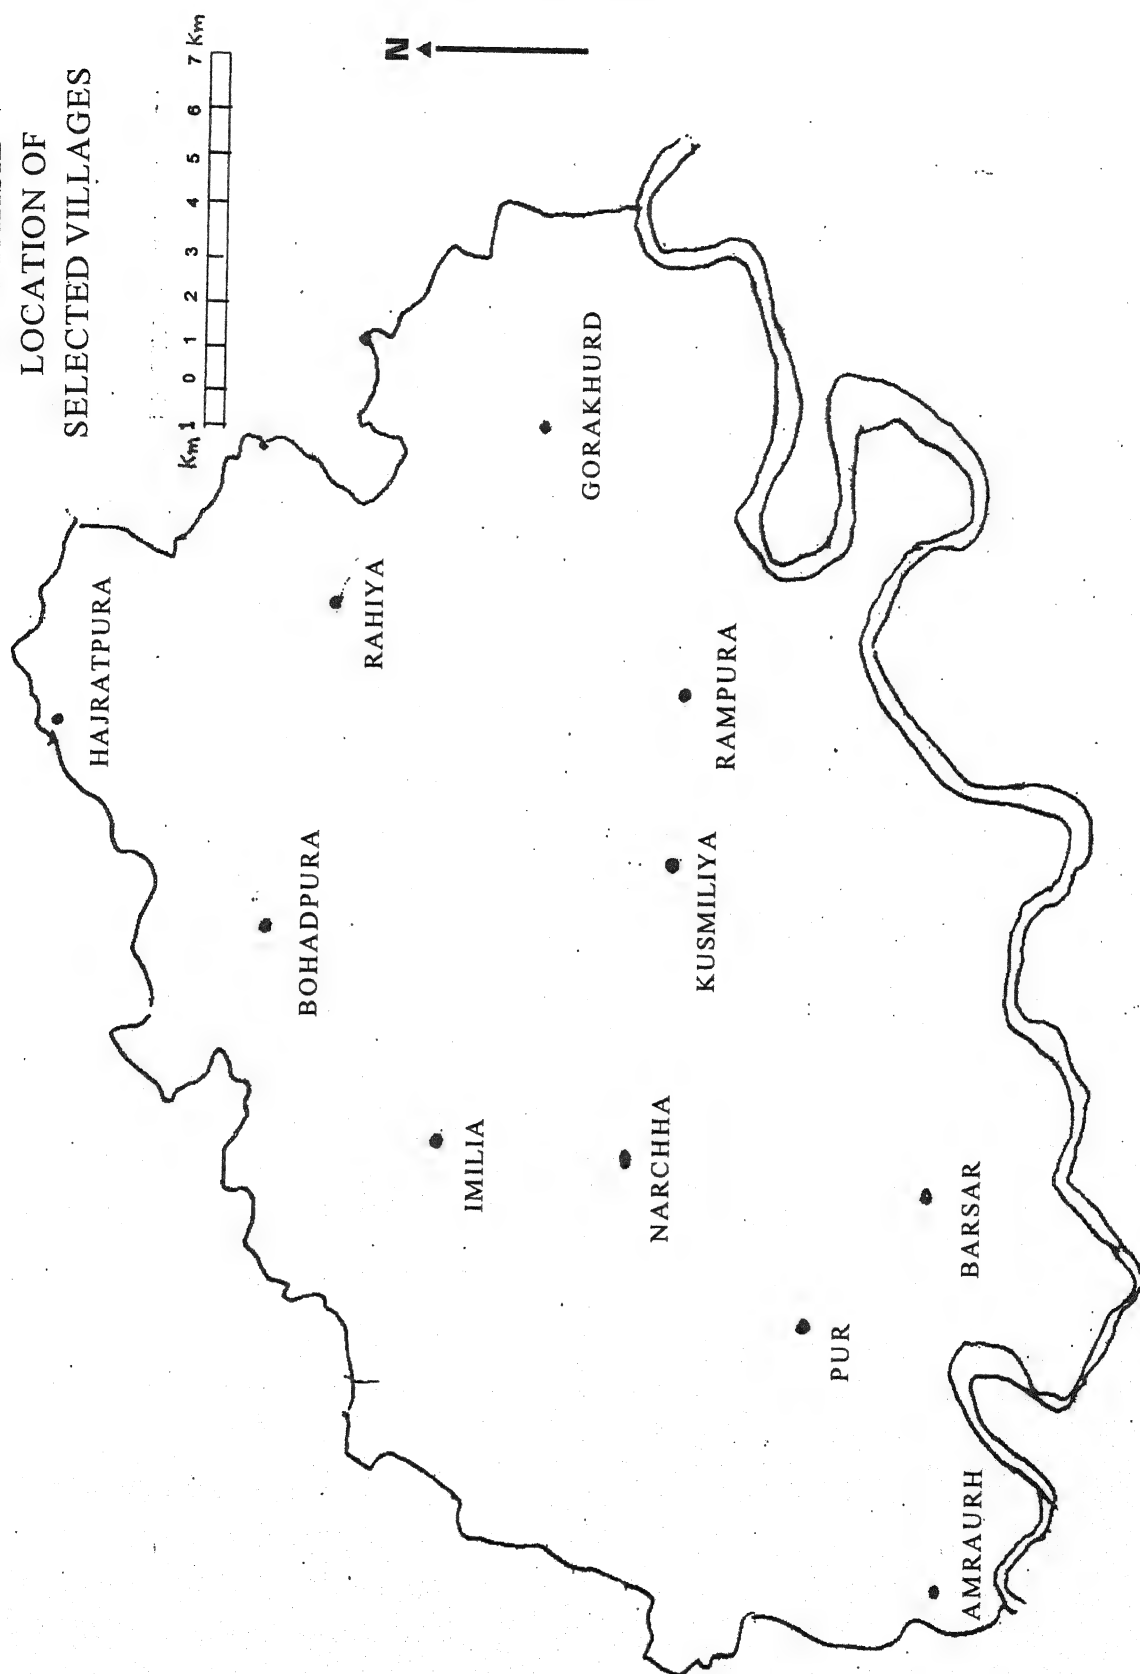 LOCATION OF
SELECTED VILLAGES
Km 1 0 1 2 3 4 5 6 7 Km
N
HAJRATPURA
RAHIYA
GORAKHURD
BOHADPURA
RAMPURA
KUSMILIYA
IMILIA
NARCHHA
BARSAR
PUR
AMRAURH